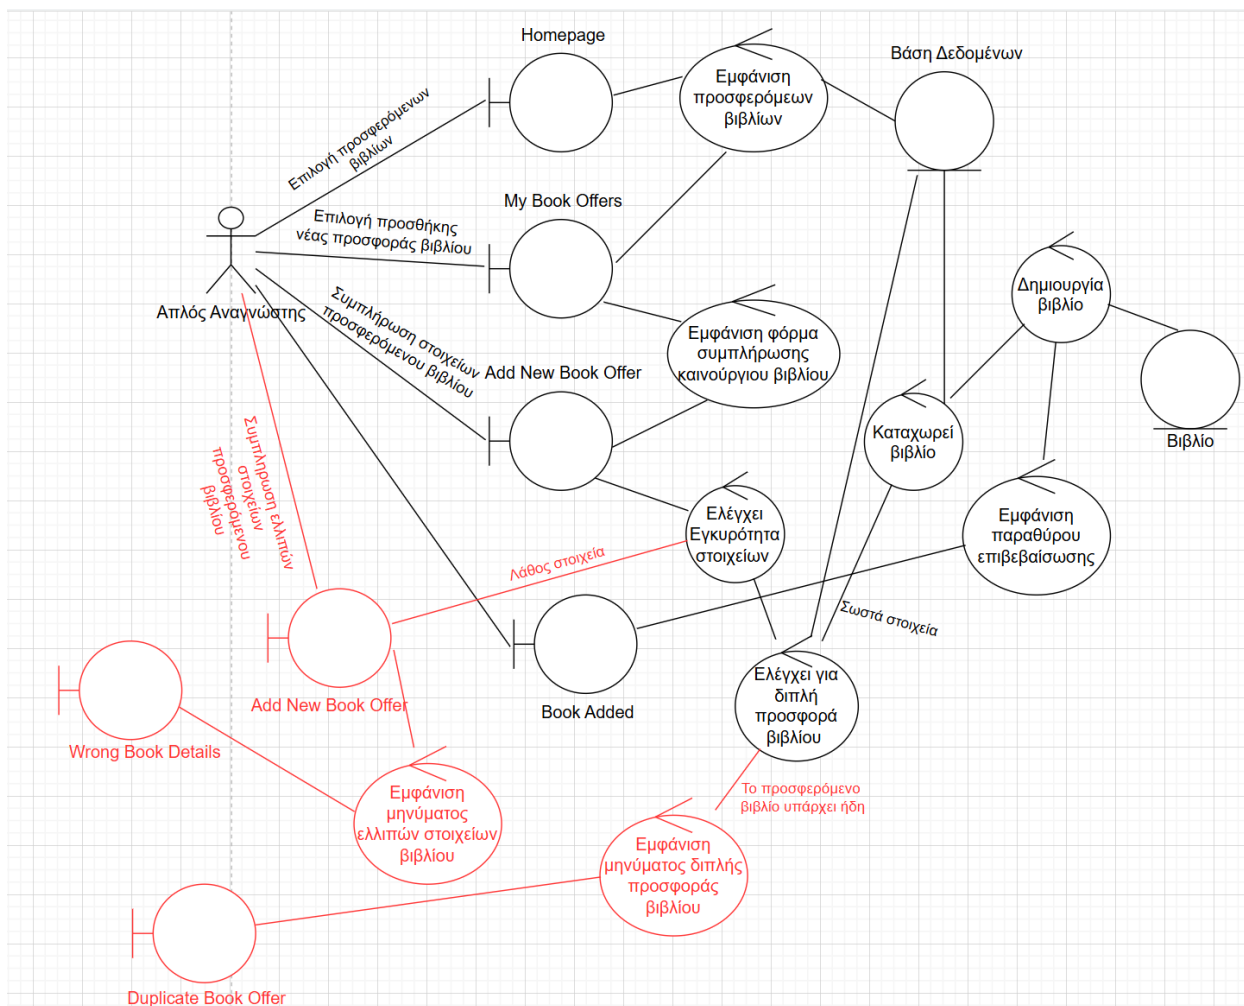 Homepage
Εμφάνιση
προσφερόμεων
βιβλίων
Βάση Δεδομένων
Επιλογή προσφερόμενων
βιβλίων
My Book Offers
Επιλογή προσθήκης
νέας προσφοράς βιβλίου
Δημιουργία
βιβλίο
Απλός Αναγνώστης
Συμπλήρωση στοιχείων
προσφερόμενου βιβλίου
Εμφάνιση φόρμα
συμπλήρωσης
καινούργιου βιβλίου
Add New Book Offer
Καταχωρεί
βιβλίο
Βιβλίο
Συμπληρωση ελλιπών
στοιχείων
προσφερόμενου
βιβλίου
Ελέγχει
Εγκυρότητα
στοιχείων
Εμφάνιση
παραθύρου
επιβεβαίσωσης
Λάθος στοιχεία
Σωστά στοιχεία
Ελέγχει για
διπλή
προσφορά
βιβλίου
Add New Book Offer
Book Added
Wrong Book Details
Εμφάνιση
μηνύματος
ελλιπών στοιχείων
βιβλίου
Το προσφερόμενο
βιβλίο υπάρχει ήδη
Εμφάνιση
μηνύματος διπλής
προσφοράς
βιβλίου
Duplicate Book Offer